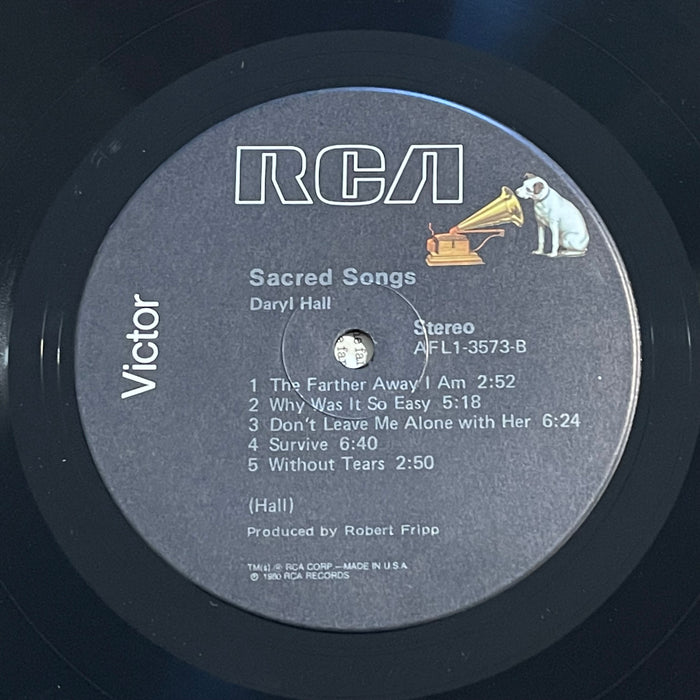 RCA
Victor
Sacred Songs
Daryl Hall
Stereo
AFL1-3573-B
1 The Farther Away I Am 2:52
2 Why Was It So Easy 5:18
3 Don't Leave Me Alone with Her 6:24
4 Survive 6:40
5 Without Tears 2:50
(Hall)
Produced by Robert Fripp
TM(s) ® RCA CORP—MADE IN U.S.A.
℗ 1980 RCA RECORDS